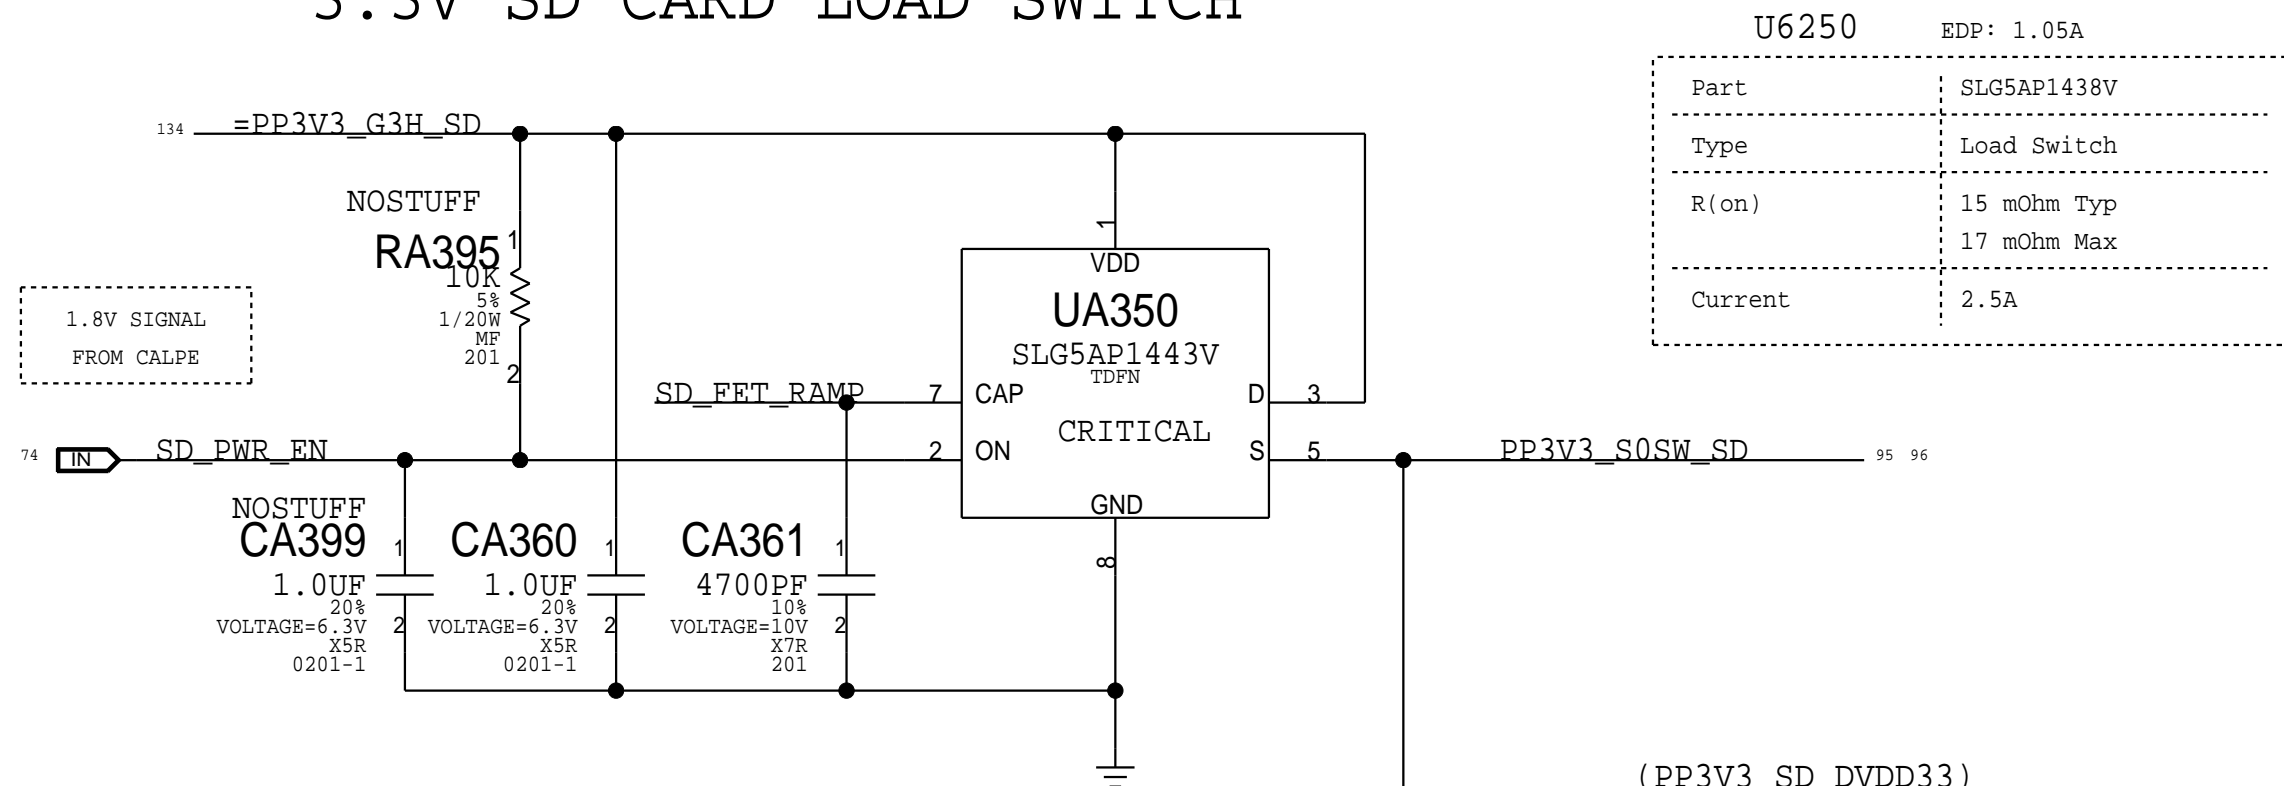 3.3V SD CARD LOAD SWITCH
U6250 EDP: 1.05A
Part SLG5AP1438V
Type Load Switch
R(on) 15 mOhm Typ
17 mOhm Max
Current 2.5A
134 =PP3V3_G3H_SD
NOSTUFF
RA395
10K
5%
1/20W
MF
201
1
2
1.8V SIGNAL
FROM CALPE
1
VDD
UA350
SLG5AP1443V
TDFN
CRITICAL
SD_FET_RAMP 7 CAP
D 3
74 IN SD_PWR_EN 2 ON
S 5 PP3V3_S0SW_SD 95 96
GND
8
NOSTUFF
CA399
1.0UF
20%
VOLTAGE=6.3V
X5R
0201-1
1
2
CA360
1.0UF
20%
VOLTAGE=6.3V
X5R
0201-1
1
2
CA361
4700PF
10%
VOLTAGE=10V
X7R
201
1
2
(PP3V3_SD_DVDD33)